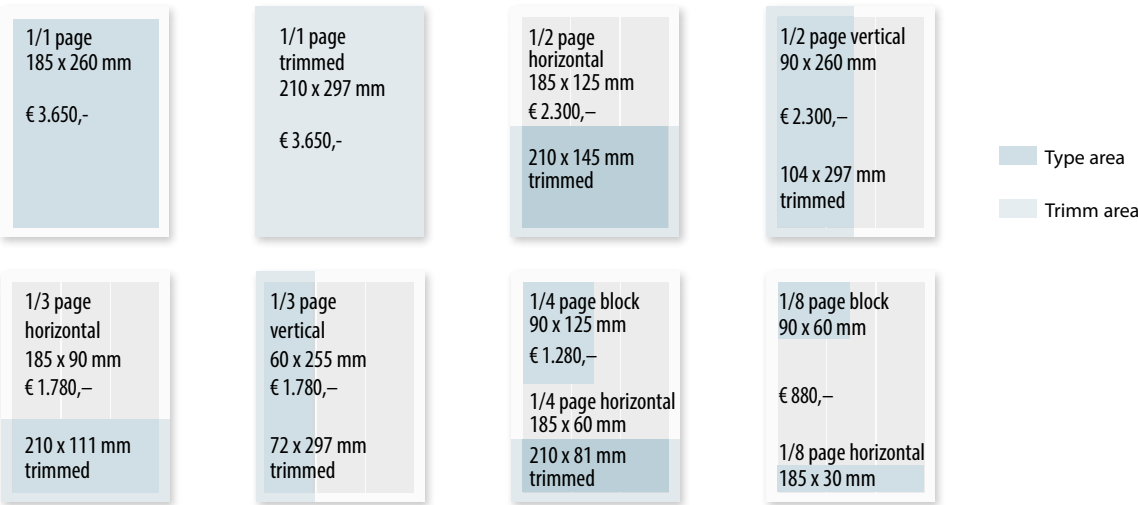 1/1 page
185 x 260 mm
€ 3.650,-
1/1 page
trimmed
210 x 297 mm
€ 3.650,-
1/2 page
horizontal
185 x 125 mm
€ 2.300,–
210 x 145 mm
trimmed
1/2 page vertical
90 x 260 mm
€ 2.300,–
104 x 297 mm
trimmed
Type area
Trimm area
1/3 page
horizontal
185 x 90 mm
€ 1.780,–
210 x 111 mm
trimmed
1/3 page
vertical
60 x 255 mm
€ 1.780,–
72 x 297 mm
trimmed
1/4 page block
90 x 125 mm
€ 1.280,–
1/4 page horizontal
185 x 60 mm
210 x 81 mm
trimmed
1/8 page block
90 x 60 mm
€ 880,–
1/8 page horizontal
185 x 30 mm